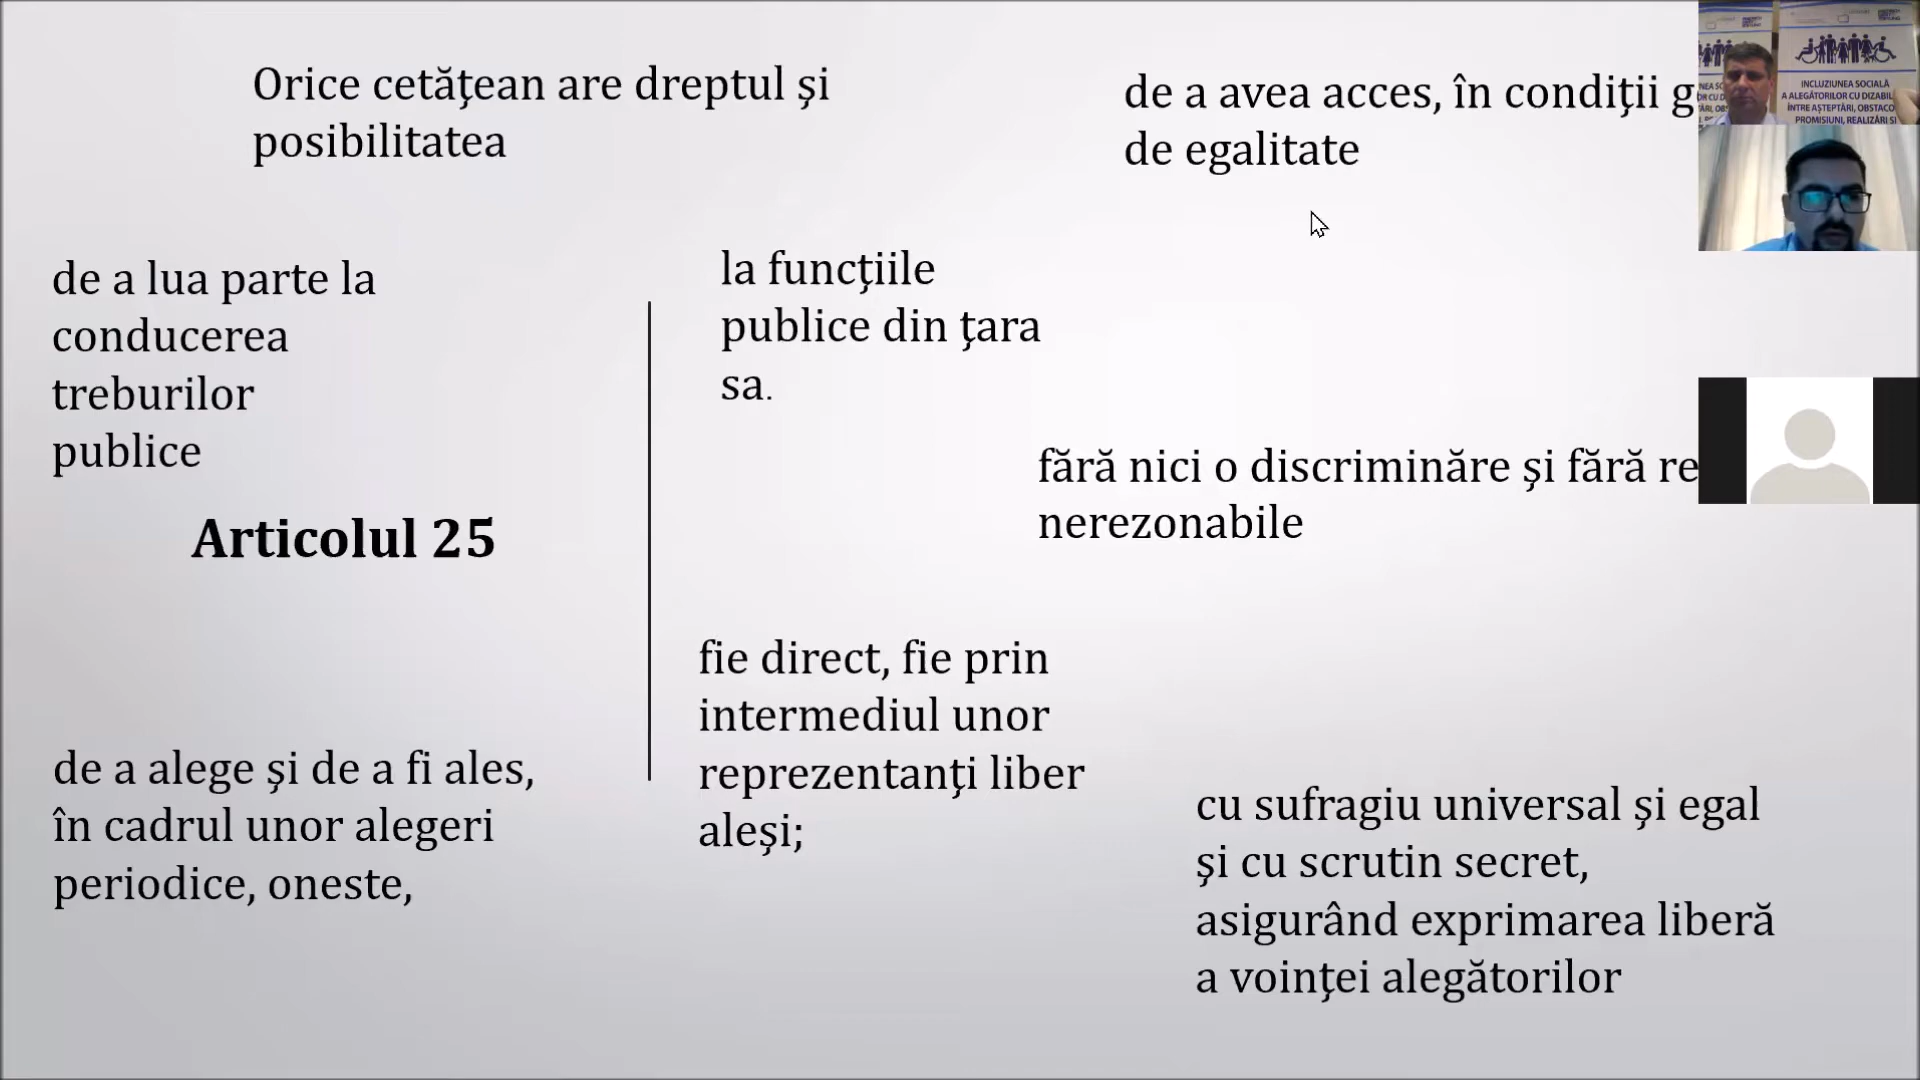 Orice cetăţean are dreptul şi
posibilitatea
de a avea acces, în condiţii
de egalitate
de a lua parte la
conducerea
treburilor
publice
la funcţiile
publice din ţara
sa.
fără nici o discriminăre şi fără
nerezonabile
Articolul 25
fie direct, fie prin
intermediul unor
reprezentanţi liber
aleşi;
de a alege şi de a fi ales,
în cadrul unor alegeri
periodice, oneste,
cu sufragiu universal şi egal
şi cu scrutin secret,
asigurând exprimarea liberă
a voinţei alegătorilor
INCLUZIUNEA SOCIALĂ
A ALEGĂTORILOR CU
ÎNTRE AŞTEPTĂRI,
PROMISIUNI, REALIZĂRI ŞI